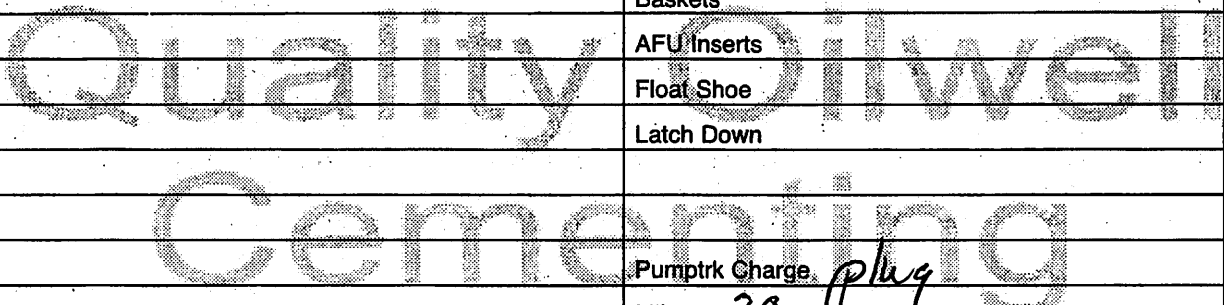 Baskets
AFU Inserts
Float Shoe
Latch Down
Quality Oilwell
Cementing
Pumptrk Charge plug